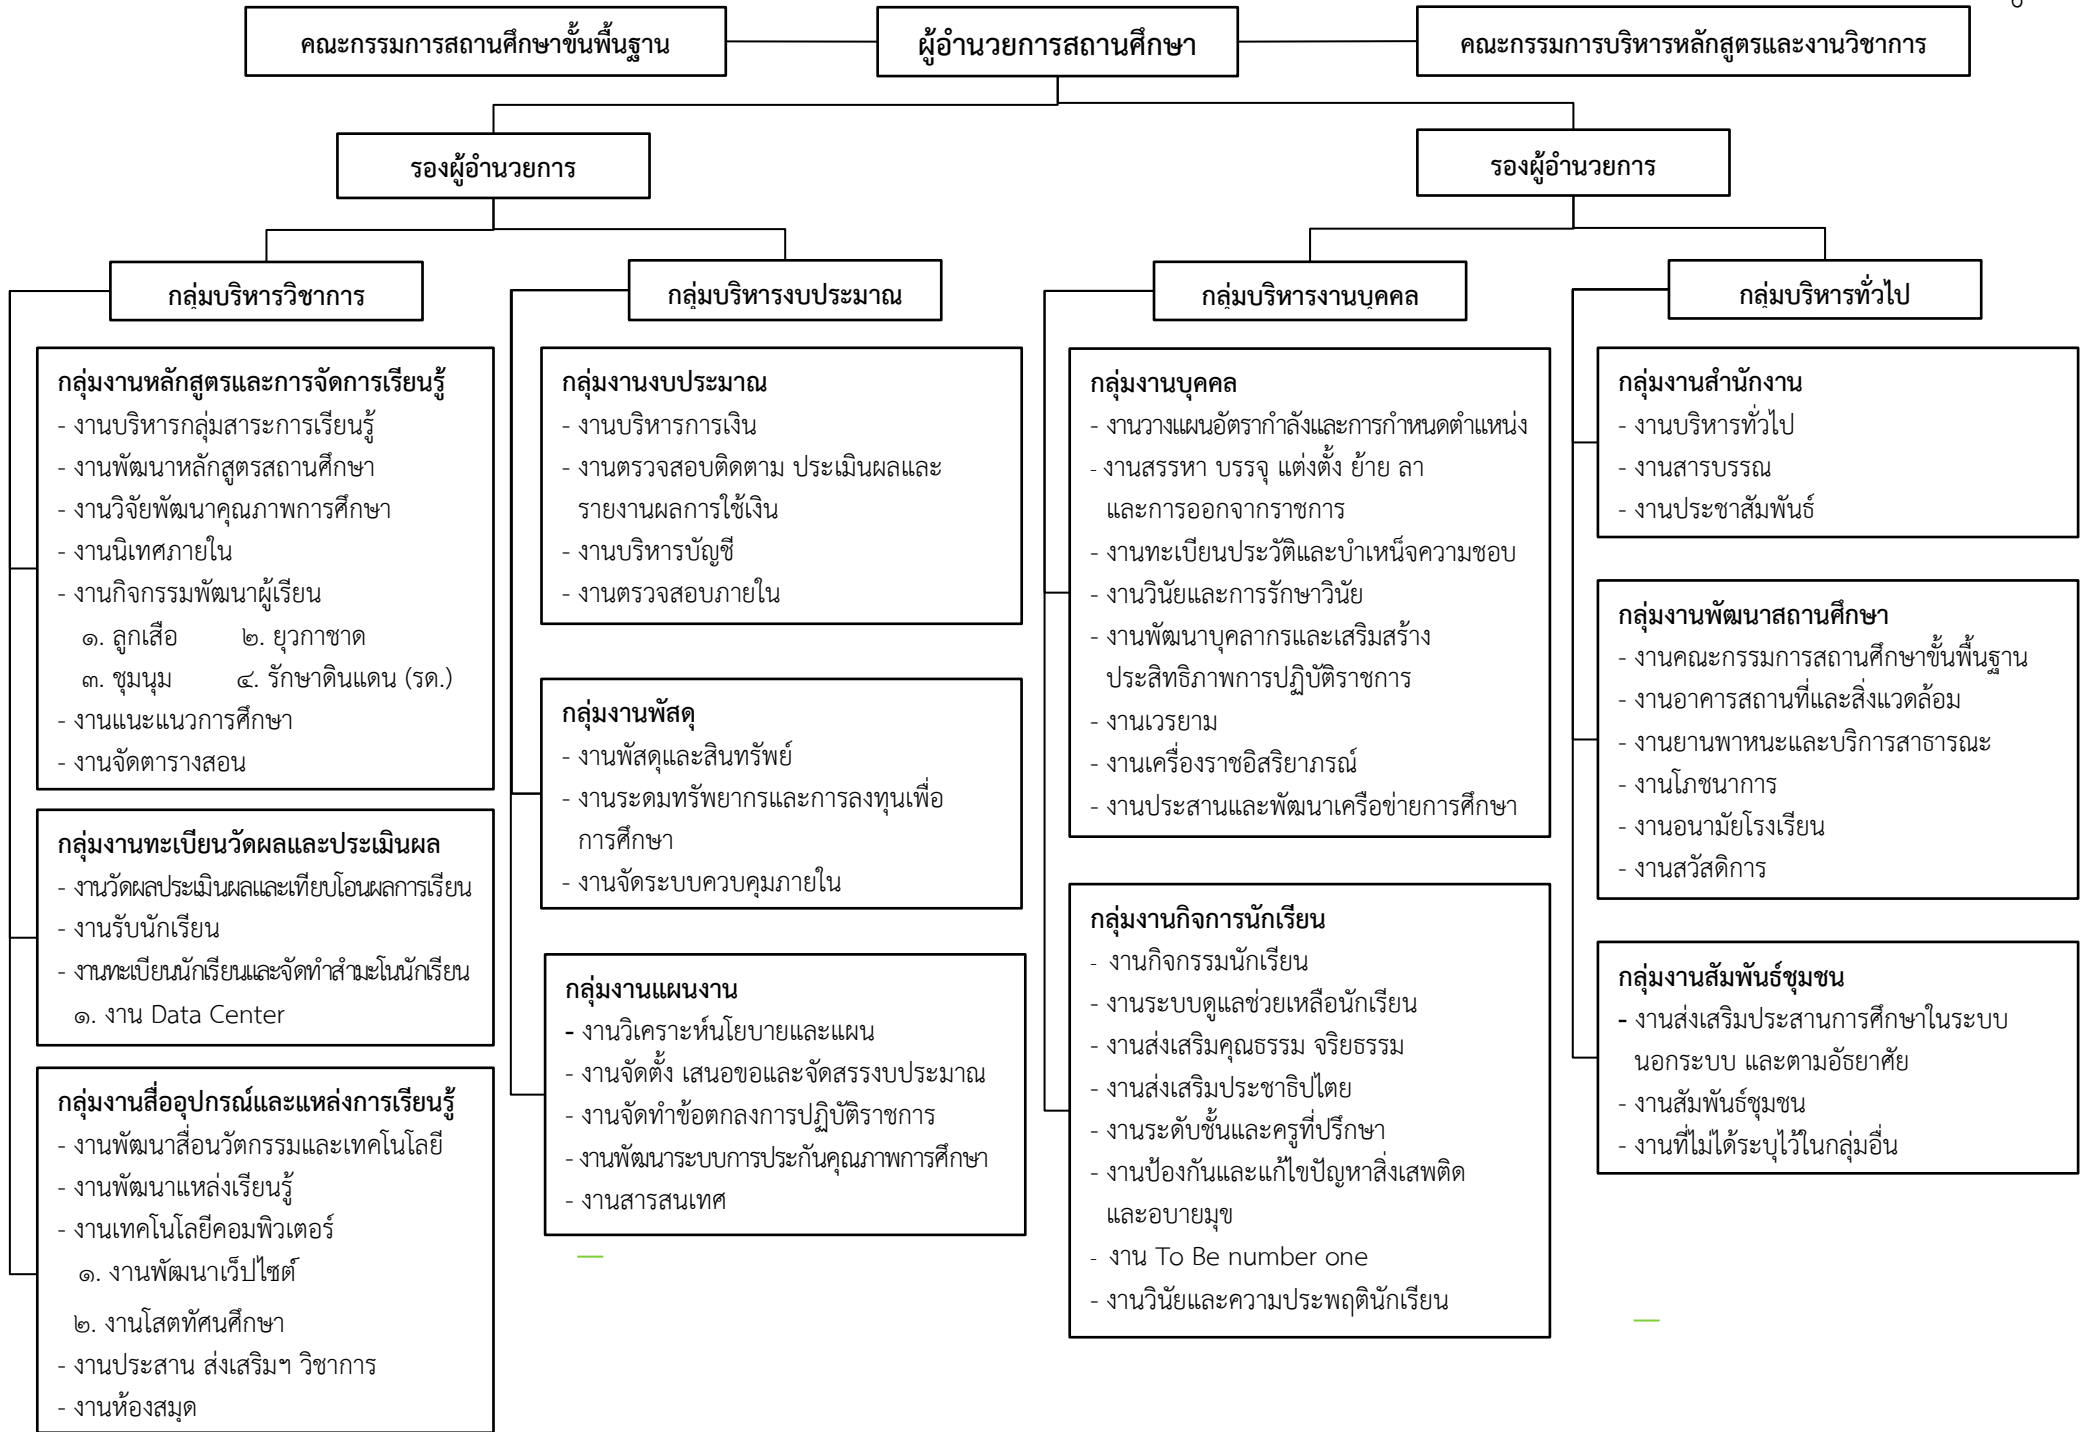 คณะกรรมการสถานศึกษาขั้นพื้นฐาน
ผู้อำนวยการสถานศึกษา
คณะกรรมการบริหารหลักสูตรและงานวิชาการ
รองผู้อำนวยการ
รองผู้อำนวยการ
กลุ่มบริหารวิชาการ
กลุ่มบริหารงบประมาณ
กลุ่มบริหารงานบุคคล
กลุ่มบริหารทั่วไป
กลุ่มงานหลักสูตรและการจัดการเรียนรู้
- งานบริหารกลุ่มสาระการเรียนรู้
- งานพัฒนาหลักสูตรสถานศึกษา
- งานวิจัยพัฒนาคุณภาพการศึกษา
- งานนิเทศภายใน
- งานกิจกรรมพัฒนาผู้เรียน
๑. ลูกเสือ ๒. ยุวกาชาด
๓. ชุมนุม ๔. รักษาดินแดน (รด.)
- งานแนะแนวการศึกษา
- งานจัดตารางสอน
กลุ่มงานทะเบียนวัดผลและประเมินผล
- งานวัดผลประเมินผลและเทียบโอนผลการเรียน
- งานรับนักเรียน
- งานทะเบียนนักเรียนและจัดทำสำมะโนนักเรียน
๑. งาน Data Center
กลุ่มงานสื่ออุปกรณ์และแหล่งการเรียนรู้
- งานพัฒนาสื่อนวัตกรรมและเทคโนโลยี
- งานพัฒนาแหล่งเรียนรู้
- งานเทคโนโลยีคอมพิวเตอร์
๑. งานพัฒนาเว็ปไซต์
๒. งานโสตทัศนศึกษา
- งานประสาน ส่งเสริมฯ วิชาการ
- งานห้องสมุด
กลุ่มงานงบประมาณ
- งานบริหารการเงิน
- งานตรวจสอบติดตาม ประเมินผลและ
รายงานผลการใช้เงิน
- งานบริหารบัญชี
- งานตรวจสอบภายใน
กลุ่มงานพัสดุ
- งานพัสดุและสินทรัพย์
- งานระดมทรัพยากรและการลงทุนเพื่อ
การศึกษา
- งานจัดระบบควบคุมภายใน
กลุ่มงานแผนงาน
- งานวิเคราะห์นโยบายและแผน
- งานจัดตั้ง เสนอขอและจัดสรรงบประมาณ
- งานจัดทำข้อตกลงการปฏิบัติราชการ
- งานพัฒนาระบบการประกันคุณภาพการศึกษา
- งานสารสนเทศ
กลุ่มงานบุคคล
- งานวางแผนอัตรากำลังและการกำหนดตำแหน่ง
- งานสรรหา บรรจุ แต่งตั้ง ย้าย ลา
และการออกจากราชการ
- งานทะเบียนประวัติและบำเหน็จความชอบ
- งานวินัยและการรักษาวินัย
- งานพัฒนาบุคลากรและเสริมสร้าง
ประสิทธิภาพการปฏิบัติราชการ
- งานเวรยาม
- งานเครื่องราชอิสริยาภรณ์
- งานประสานและพัฒนาเครือข่ายการศึกษา
กลุ่มงานกิจการนักเรียน
- งานกิจกรรมนักเรียน
- งานระบบดูแลช่วยเหลือนักเรียน
- งานส่งเสริมคุณธรรม จริยธรรม
- งานส่งเสริมประชาธิปไตย
- งานระดับชั้นและครูที่ปรึกษา
- งานป้องกันและแก้ไขปัญหาสิ่งเสพติด
และอบายมุข
- งาน To Be number one
- งานวินัยและความประพฤตินักเรียน
กลุ่มงานสำนักงาน
- งานบริหารทั่วไป
- งานสารบรรณ
- งานประชาสัมพันธ์
กลุ่มงานพัฒนาสถานศึกษา
- งานคณะกรรมการสถานศึกษาขั้นพื้นฐาน
- งานอาคารสถานที่และสิ่งแวดล้อม
- งานยานพาหนะและบริการสาธารณะ
- งานโภชนาการ
- งานอนามัยโรงเรียน
- งานสวัสดิการ
กลุ่มงานสัมพันธ์ชุมชน
- งานส่งเสริมประสานการศึกษาในระบบ
นอกระบบ และตามอัธยาศัย
- งานสัมพันธ์ชุมชน
- งานที่ไม่ได้ระบุไว้ในกลุ่มอื่น